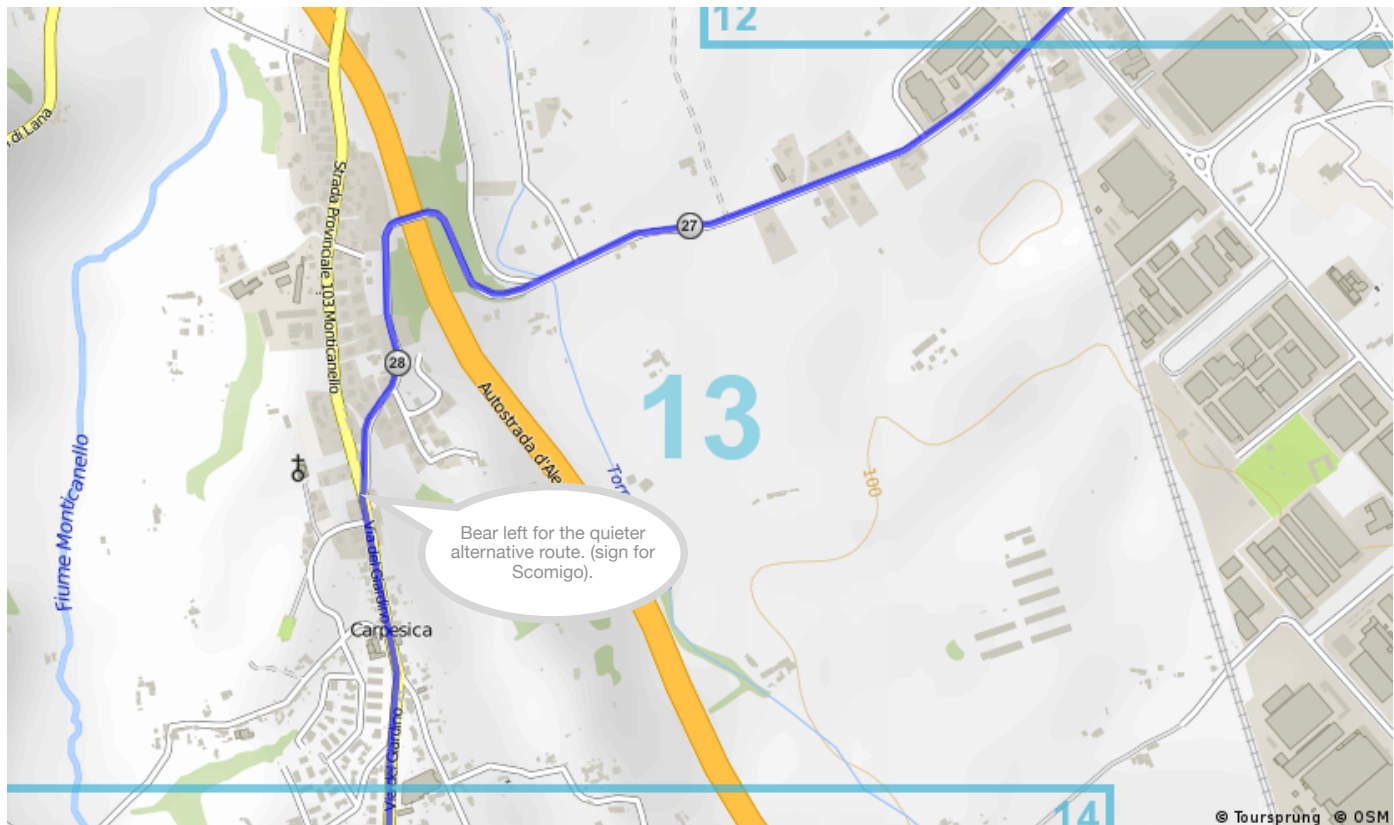 12
di Lana
Strada Provinciale 103 Monticanello
27
28
13
Autostrada d'Ale
Torr
100
Fiume Monticanello
Bear left for the quieter
alternative route. (sign for
Scomigo).
Via del Giardino
Carpesica
Via del Giardino
14
© Toursprung © OSM